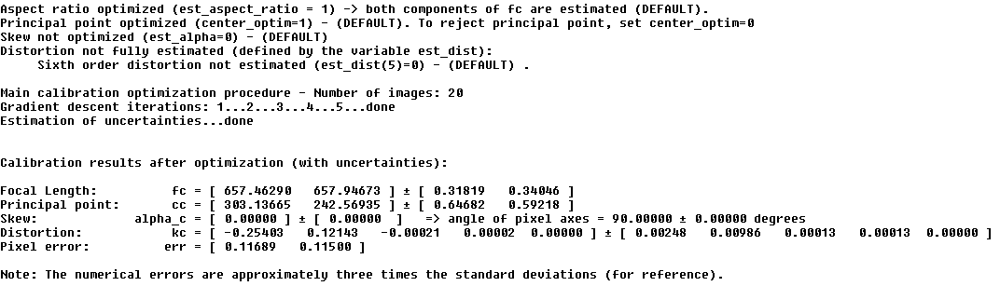 Aspect ratio optimized (est_aspect_ratio = 1) -> both components of fc are estimated (DEFAULT).
Principal point optimized (center_optim=1) - (DEFAULT). To reject principal point, set center_optim=0
Skew not optimized (est_alpha=0) - (DEFAULT)
Distortion not fully estimated (defined by the variable est_dist):
     Sixth order distortion not estimated (est_dist(5)=0) - (DEFAULT) .

Main calibration optimization procedure - Number of images: 20
Gradient descent iterations: 1...2...3...4...5...done
Estimation of uncertainties...done

Calibration results after optimization (with uncertainties):

Focal Length:          fc = [ 657.46290   657.94673 ] ± [ 0.31819   0.34046 ]
Principal point:       cc = [ 303.13665   242.56935 ] ± [ 0.64682   0.59218 ]
Skew:             alpha_c = [ 0.00000 ] ± [ 0.00000  ]   => angle of pixel axes = 90.00000 ± 0.00000 degrees
Distortion:            kc = [ -0.25403   0.12143   -0.00021   0.00002  0.00000 ] ± [ 0.00248   0.00986   0.00013   0.00013  0.00000 ]
Pixel error:          err = [ 0.11689   0.11500 ]

Note: The numerical errors are approximately three times the standard deviations (for reference).